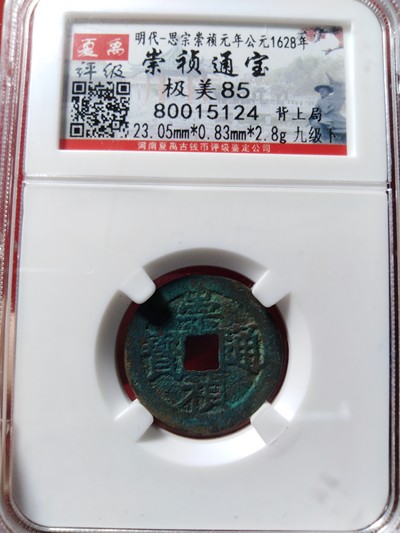 夏禹
评级
明代-思宗崇祯元年公元1628年
崇祯通宝
极美85
80015124 背上局
23.05mm*0.83mm*2.8g 九级下
河南夏禹古钱币评级鉴定公司
崇禎通寶